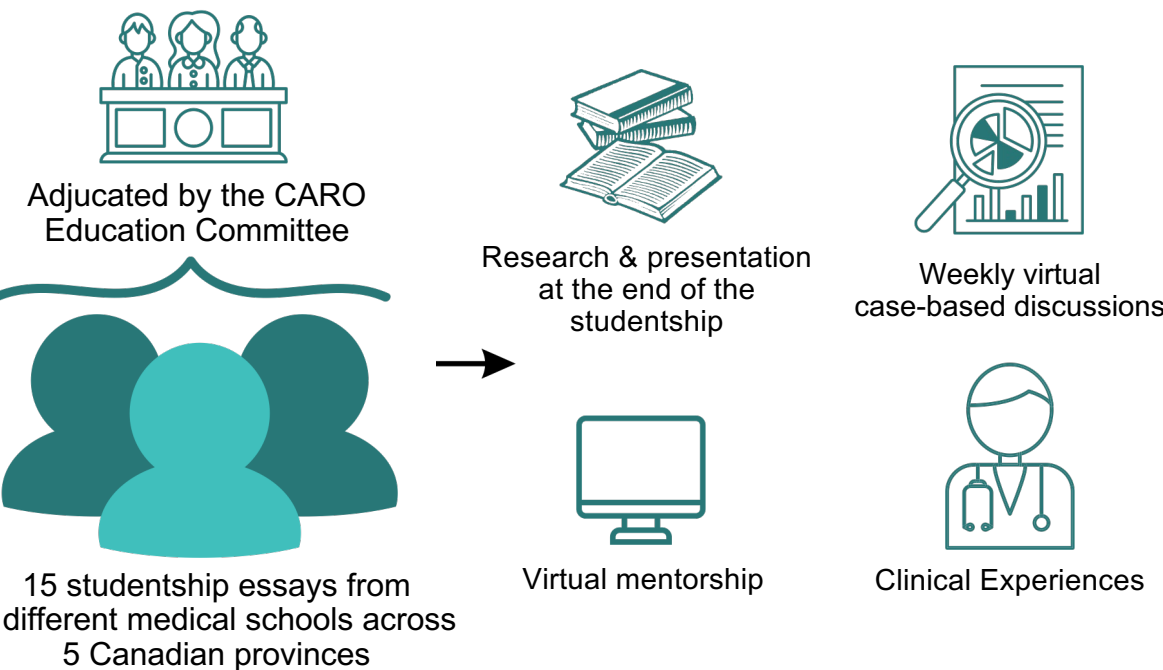 Adjucated by the CARO
Education Committee
15 studentship essays from
different medical schools across
5 Canadian provinces
Research & presentation
at the end of the
studentship
Weekly virtual
case-based discussions
Virtual mentorship
Clinical Experiences